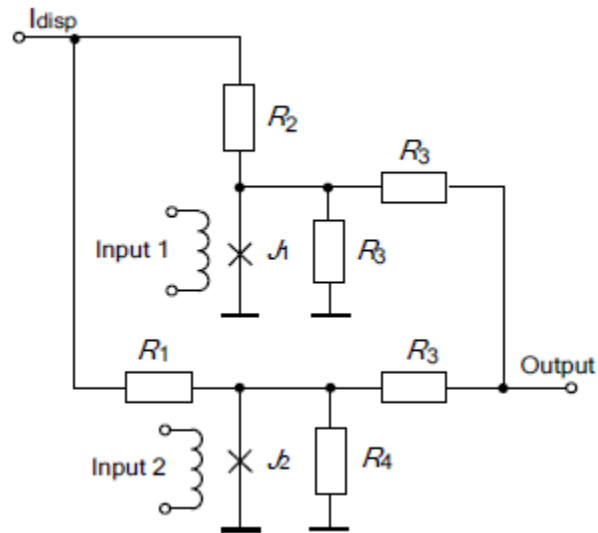 Idisp
R2
R3
Input 1
J1
R3
R1
R3
Output
Input 2
J2
R4